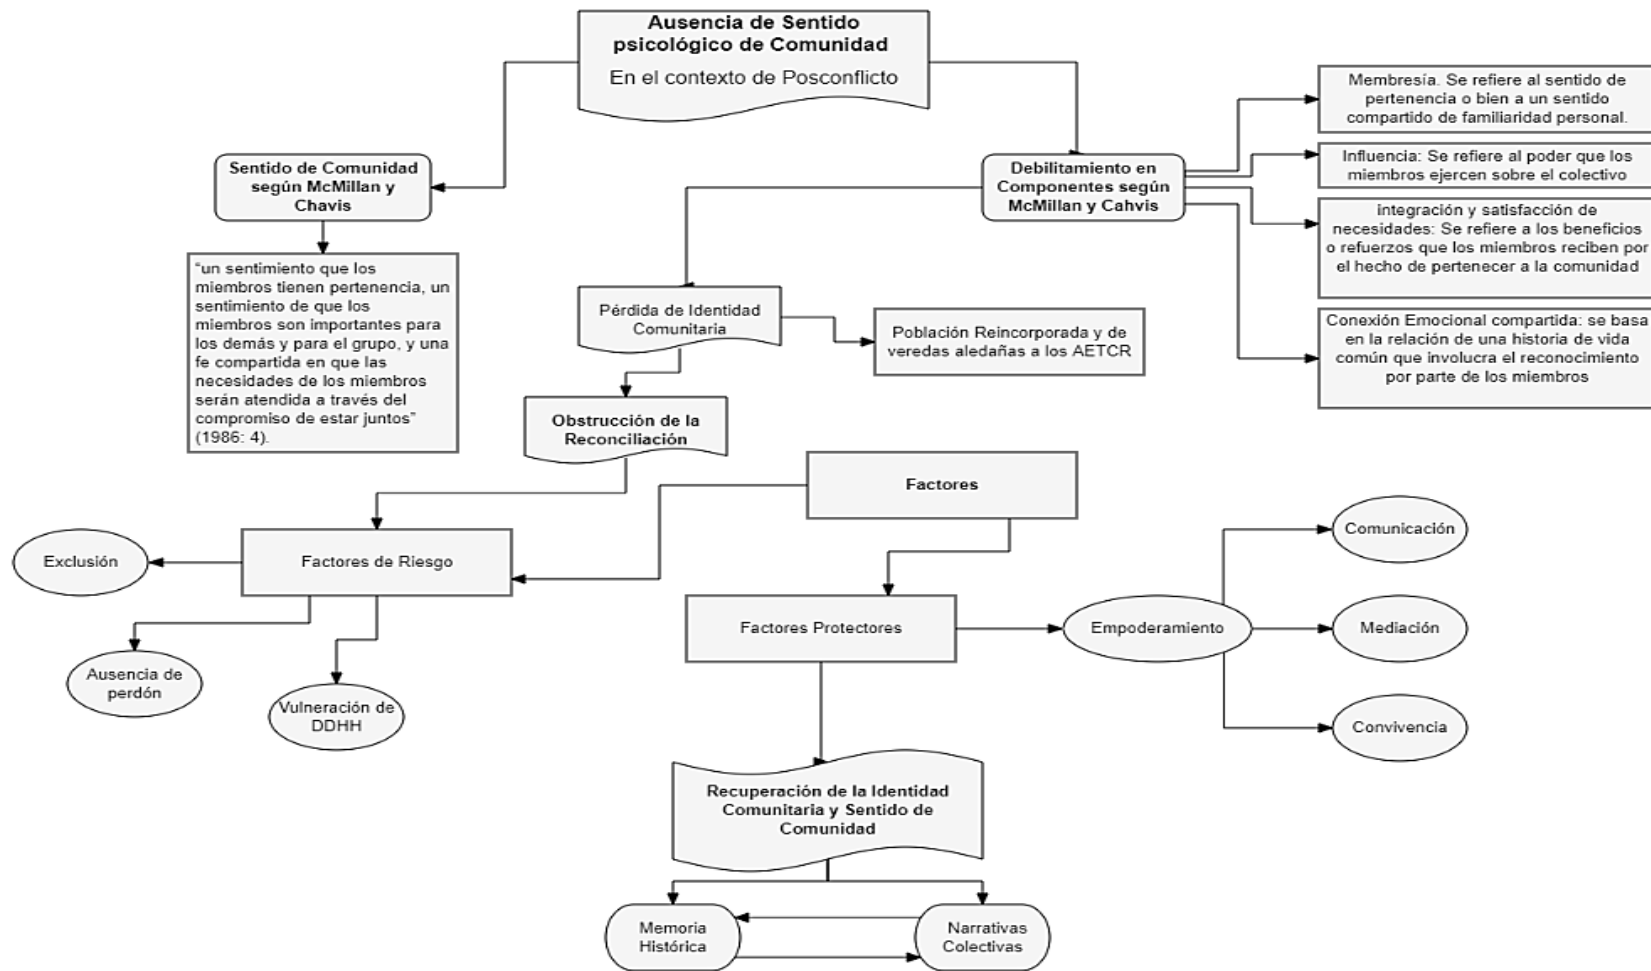 Ausencia de Sentido
psicológico de Comunidad
En el contexto de Posconflicto
Sentido de Comunidad
según McMillan y
Chavis
"un sentimiento que los
miembros tienen pertenencia, un
sentimiento de que los
miembros son importantes para
los demás y para el grupo, y una
fe compartida en que las
necesidades de los miembros
serán atendida a través del
compromiso de estar juntos"
(1986: 4).
Debilitamiento en
Componentes según
McMillan y Cahvis
Membresía. Se refiere al sentido de
pertenencia o bien a un sentido
compartido de familiaridad personal.
Influencia: Se refiere al poder que los
miembros ejercen sobre el colectivo
integración y satisfacción de
necesidades: Se refiere a los beneficios
o refuerzos que los miembros reciben por
el hecho de pertenecer a la comunidad
Conexión Emocional compartida: se basa
en la relación de una historia de vida
común que involucra el reconocimiento
por parte de los miembros
Pérdida de Identidad
Comunitaria
Población Reincorporada y de
veredas aledañas a los AETCR
Obstrucción de la
Reconciliación
Factores
Factores de Riesgo
Exclusión
Ausencia de
perdón
Vulneración de
DDHH
Factores Protectores
Empoderamiento
Comunicación
Mediación
Convivencia
Recuperación de la Identidad
Comunitaria y Sentido de
Comunidad
Memoria
Histórica
Narrativas
Colectivas